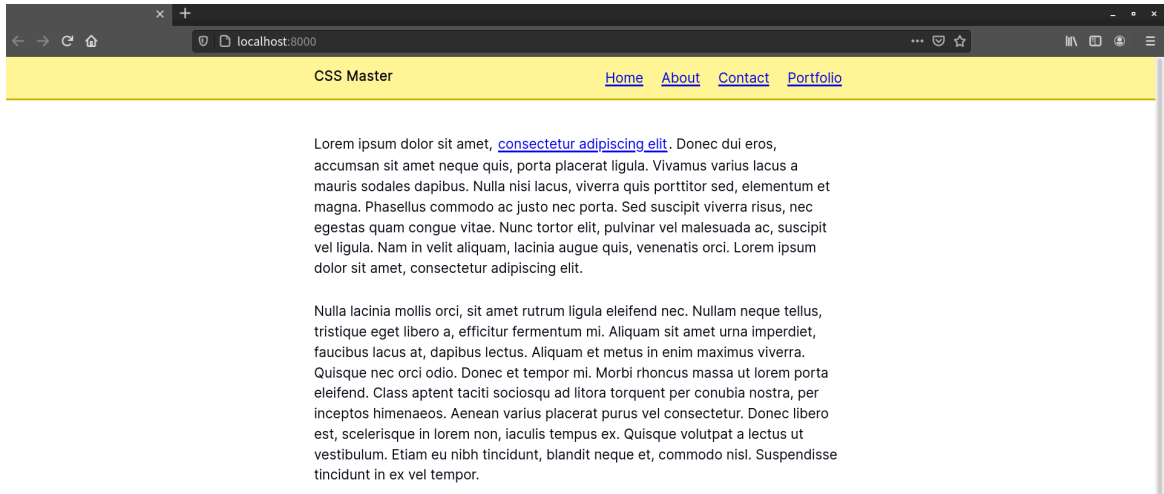 localhost:8000
CSS Master
Home About Contact Portfolio
Lorem ipsum dolor sit amet, consectetur adipiscing elit. Donec dui eros,
accumsan sit amet neque quis, porta placerat ligula. Vivamus varius lacus a
mauris sodales dapibus. Nulla nisi lacus, viverra quis porttitor sed, elementum et
magna. Phasellus commodo ac justo nec porta. Sed suscipit viverra risus, nec
egestas quam congue vitae. Nunc tortor elit, pulvinar vel malesuada ac, suscipit
vel ligula. Nam in velit aliquam, lacinia augue quis, venenatis orci. Lorem ipsum
dolor sit amet, consectetur adipiscing elit.
Nulla lacinia mollis orci, sit amet rutrum ligula eleifend nec. Nullam neque tellus,
tristique eget libero a, efficitur fermentum mi. Aliquam sit amet urna imperdiet,
faucibus lacus at, dapibus lectus. Aliquam et metus in enim maximus viverra.
Quisque nec orci odio. Donec et tempor mi. Morbi rhoncus massa ut lorem porta
eleifend. Class aptent taciti sociosqu ad litora torquent per conubia nostra, per
inceptos himenaeos. Aenean varius placerat purus vel consectetur. Donec libero
est, scelerisque in lorem non, iaculis tempus ex. Quisque volutpat a lectus ut
vestibulum. Etiam eu nibh tincidunt, blandit neque et, commodo nisl. Suspendisse
tincidunt in ex vel tempor.